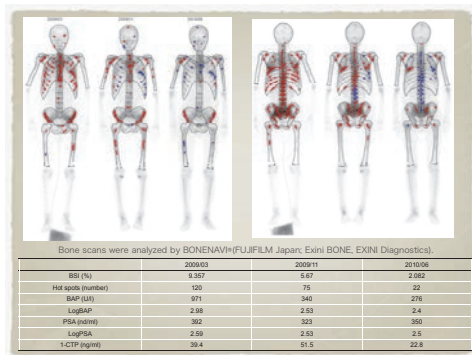 Bone scans were analyzed by BONENAVI®(FUJIFILM Japan; Exini BONE, EXINI Diagnostics).
2009/03 2009/11 2010/06
BSI (%) 9.357 5.67 2.082
Hot spots (number) 120 75 22
BAP (U/l) 971 340 276
LogBAP 2.98 2.53 2.4
PSA (nd/ml) 392 323 350
LogPSA 2.59 2.53 2.5
1-CTP (ng/ml) 39.4 51.5 22.8